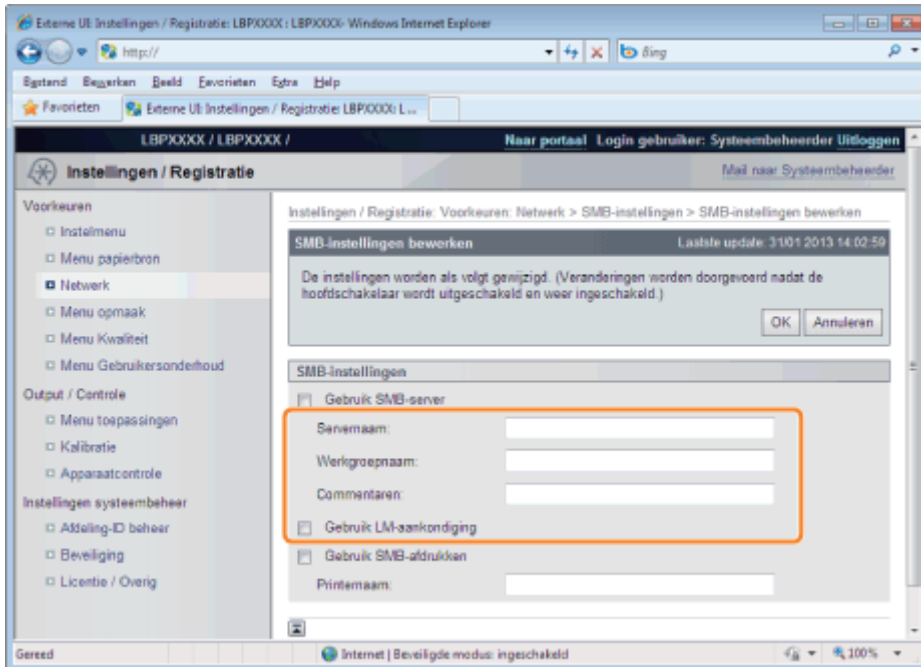 Externe UI: Instellingen / Registratie: LBPXXXX : LBPXXXX- Windows Internet Explorer
http://
Bing
Bestand Bewerken Beeld Favorieten Extra Help
Favorieten Externe UI: Instellingen / Registratie: LBPXXXX: L...
LBPXXXX / LBPXXXX / Naar portaal Login gebruiker: Systeembeheerder Uitloggen
Instellingen / Registratie Mail naar Systeembeheerder
Voorkeuren
Instelmenu
Menu papierbron
Netwerk
Menu opmaak
Menu Kwaliteit
Menu Gebruikersonderhoud
Output / Controle
Menu toepassingen
Kalibratie
Apparaatcontrole
Instellingen systeembeheer
Afdeling-ID beheer
Beveiliging
Licentie / Overig
Instellingen / Registratie: Voorkeuren: Netwerk > SMB-instellingen > SMB-instellingen bewerken
SMB-instellingen bewerken Laatste update: 31/01 2013 14:02:59
De instellingen worden als volgt gewijzigd. (Veranderingen worden doorgevoerd nadat de
hoofdschakelaar wordt uitgeschakeld en weer ingeschakeld.)
OK Annuleren
SMB-instellingen
Gebruik SMB-server
Servernaam:
Werkgroepnaam:
Commentaren:
Gebruik LM-aankondiging
Gebruik SMB-afdrukken
Printernaam:
Gereed Internet | Beveiligde modus: ingeschakeld 100%